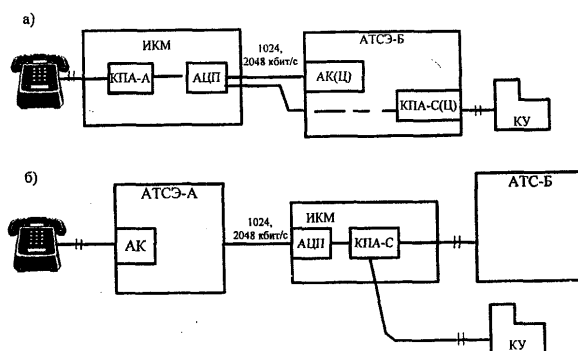 а)
ИКМ
1024,
2048 кбит/с
АТСЭ-Б
КПА-А
АЦП
АК(Ц)
КПА-С(Ц)
КУ
б)
АТСЭ-А
АК
1024,
2048 кбит/с
ИКМ
АЦП
КПА-С
АТС-Б
КУ